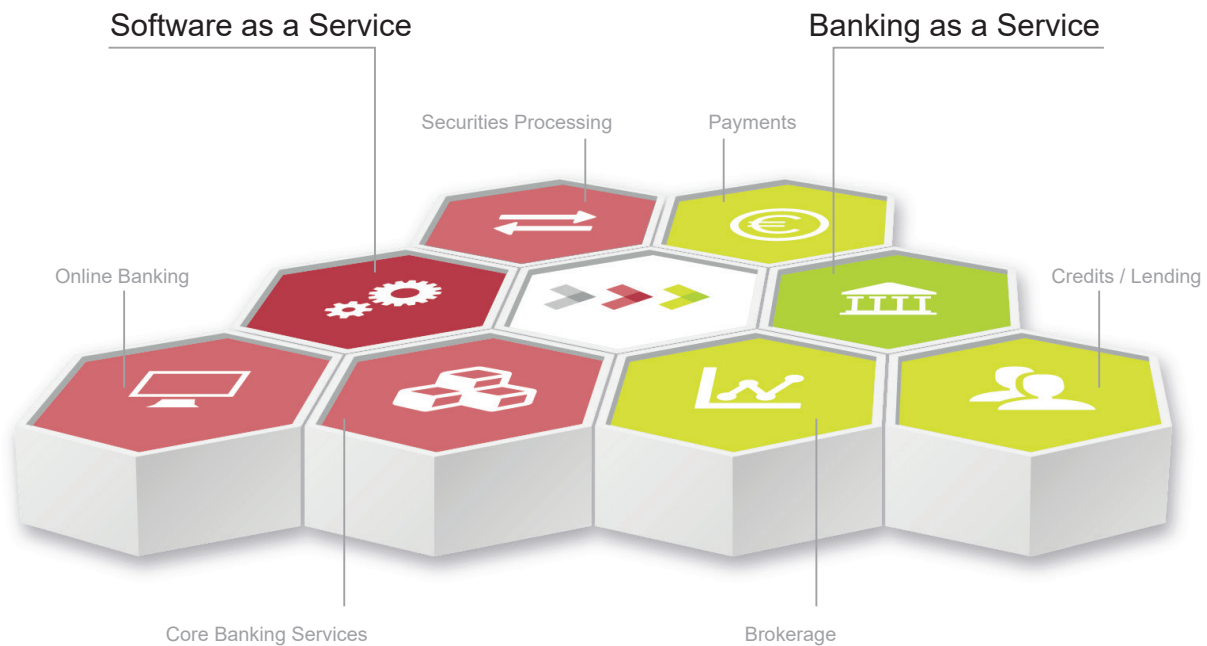 Software as a Service
Banking as a Service
Securities Processing
Payments
Online Banking
Credits / Lending
€
Core Banking Services
Brokerage